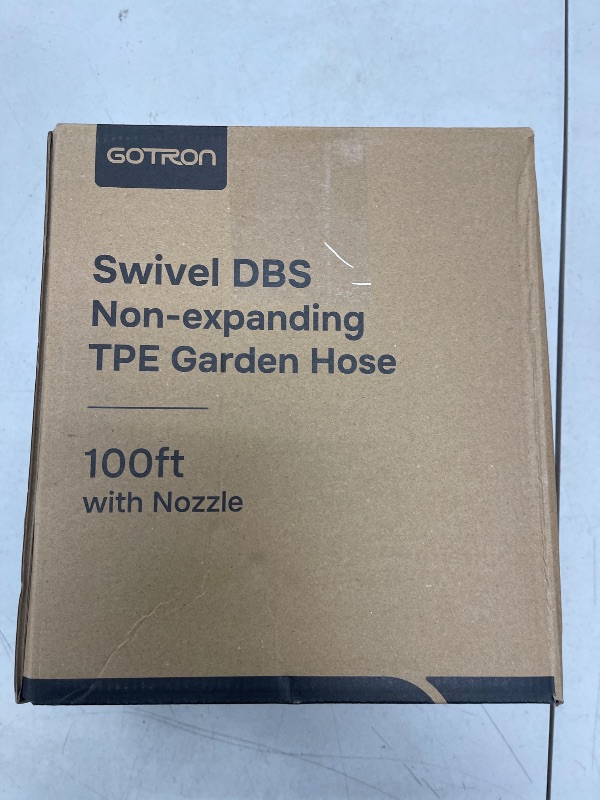 GOTRON
Swivel DBS
Non-expanding
TPE Garden Hose
100ft
with Nozzle